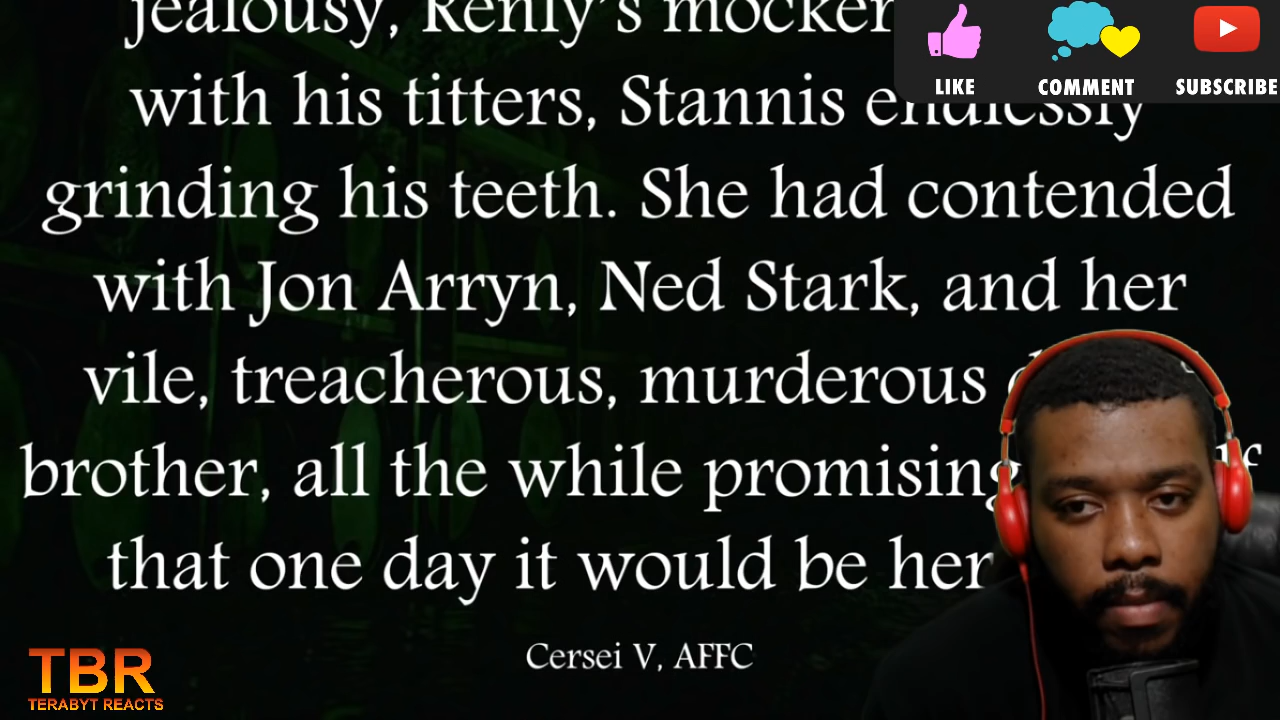 jealousy, Renly's
with his titters, Stannis endlessly
grinding his teeth. She had contended
with Jon Arryn, Ned Stark, and her
vile, treacherous, murderous
brother, all the while promising
that one day it would be her
Cersei V, AFFC
LIKE
COMMENT
SUBSCRIBE
TBR
TERABYT REACTS